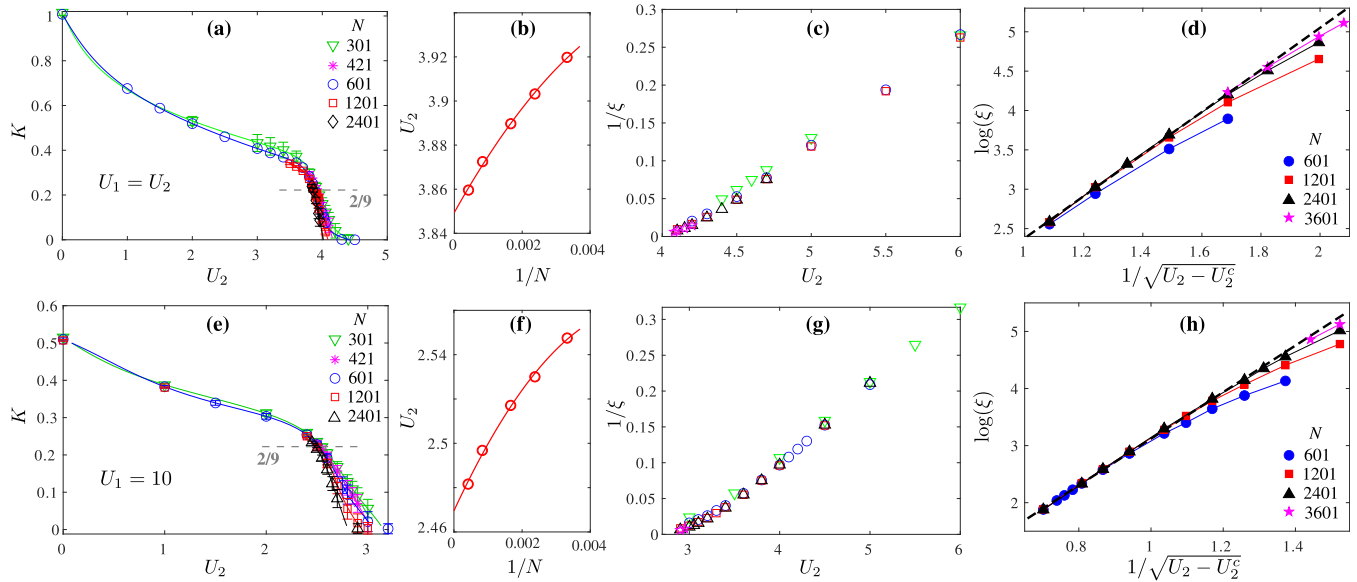 (a)
1
0.8
0.6
0.4
0.2
0
K
0 1 2 3 4 5
U₂
U₁ = U₂
2/9
N
301
421
601
1201
2401
(b)
3.96
3.93
3.9
3.87
3.84
U₂
0 0.002 0.004
1/N
(c)
0.3
0.25
0.2
0.15
0.1
0.05
0
1/ξ
4 4.5 5 5.5 6
U₂
(d)
5
4.5
4
3.5
3
2.5
log(ξ)
1.2 1.4 1.6 1.8 2
1/√U₂ − U₂ᶜ
N
601
1201
2401
3601
(e)
0.6
0.5
0.4
0.3
0.2
0.1
0
K
0 1 2 3
U₂
U₁ = 10
2/9
N
301
421
601
1201
2401
(f)
2.54
2.5
2.46
U₂
0 0.002 0.004
1/N
(g)
0.3
0.25
0.2
0.15
0.1
0.05
0
1/ξ
3 4 5 6
U₂
(h)
5
4
3
2
log(ξ)
0.8 1 1.2 1.4
1/√U₂ − U₂ᶜ
N
601
1201
2401
3601